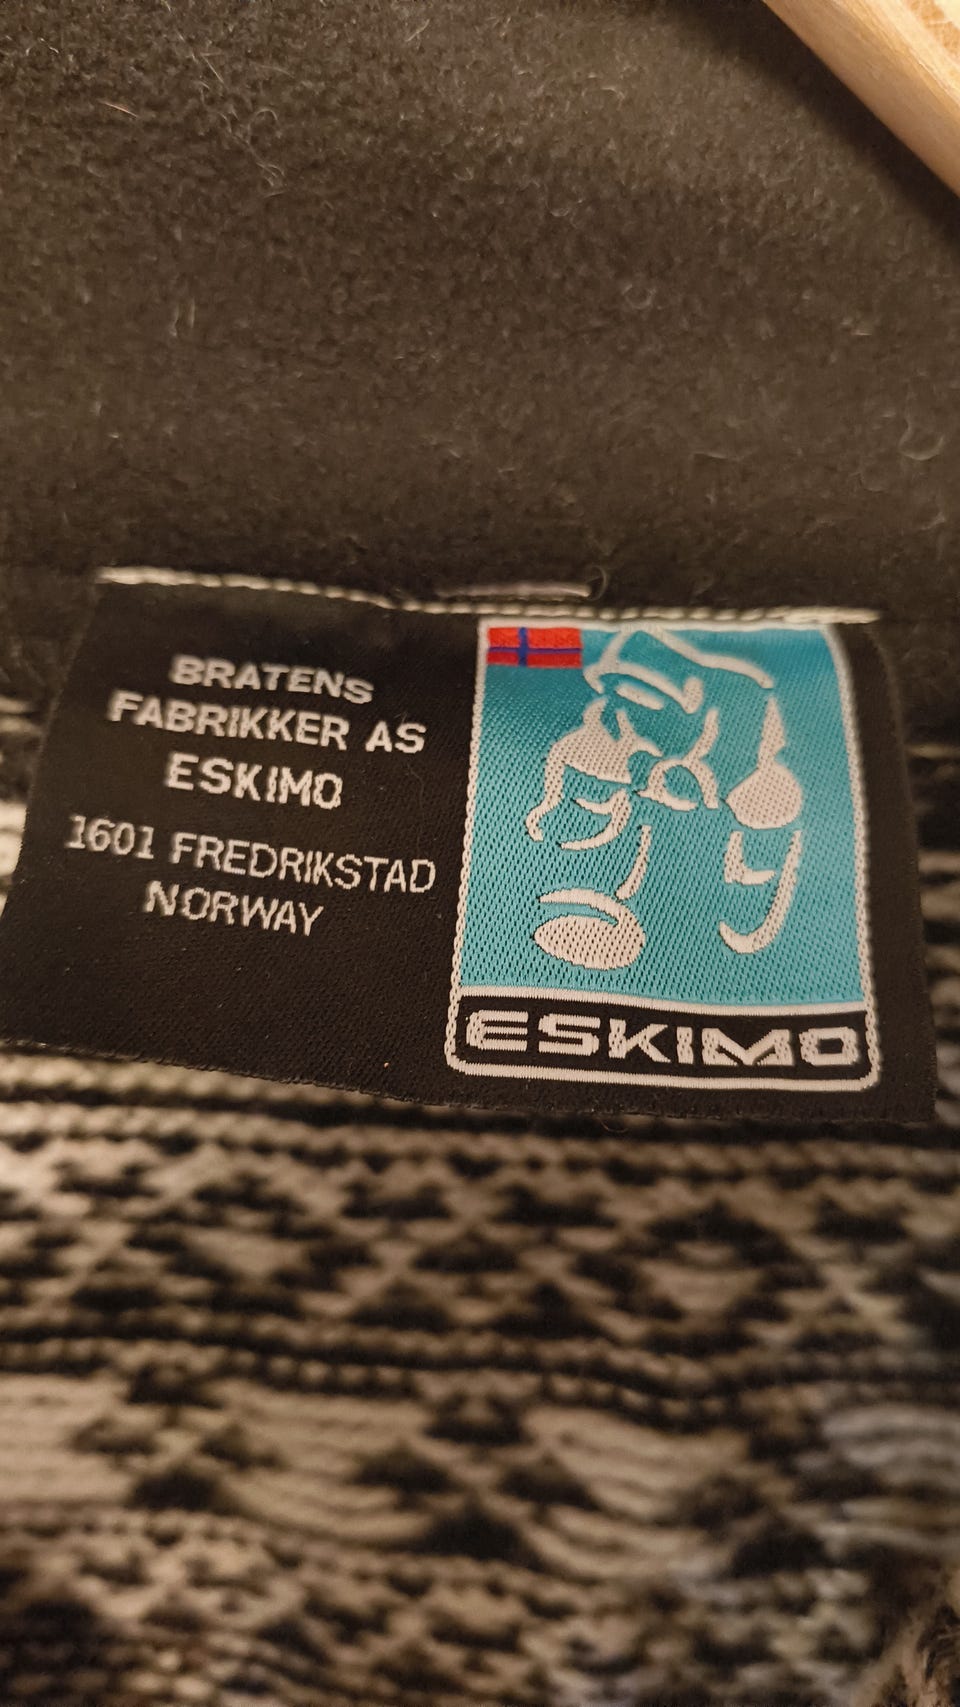 BRATENS
FABRIKKER AS
ESKIMO
1601 FREDRIKSTAD
NORWAY
ESKIMO